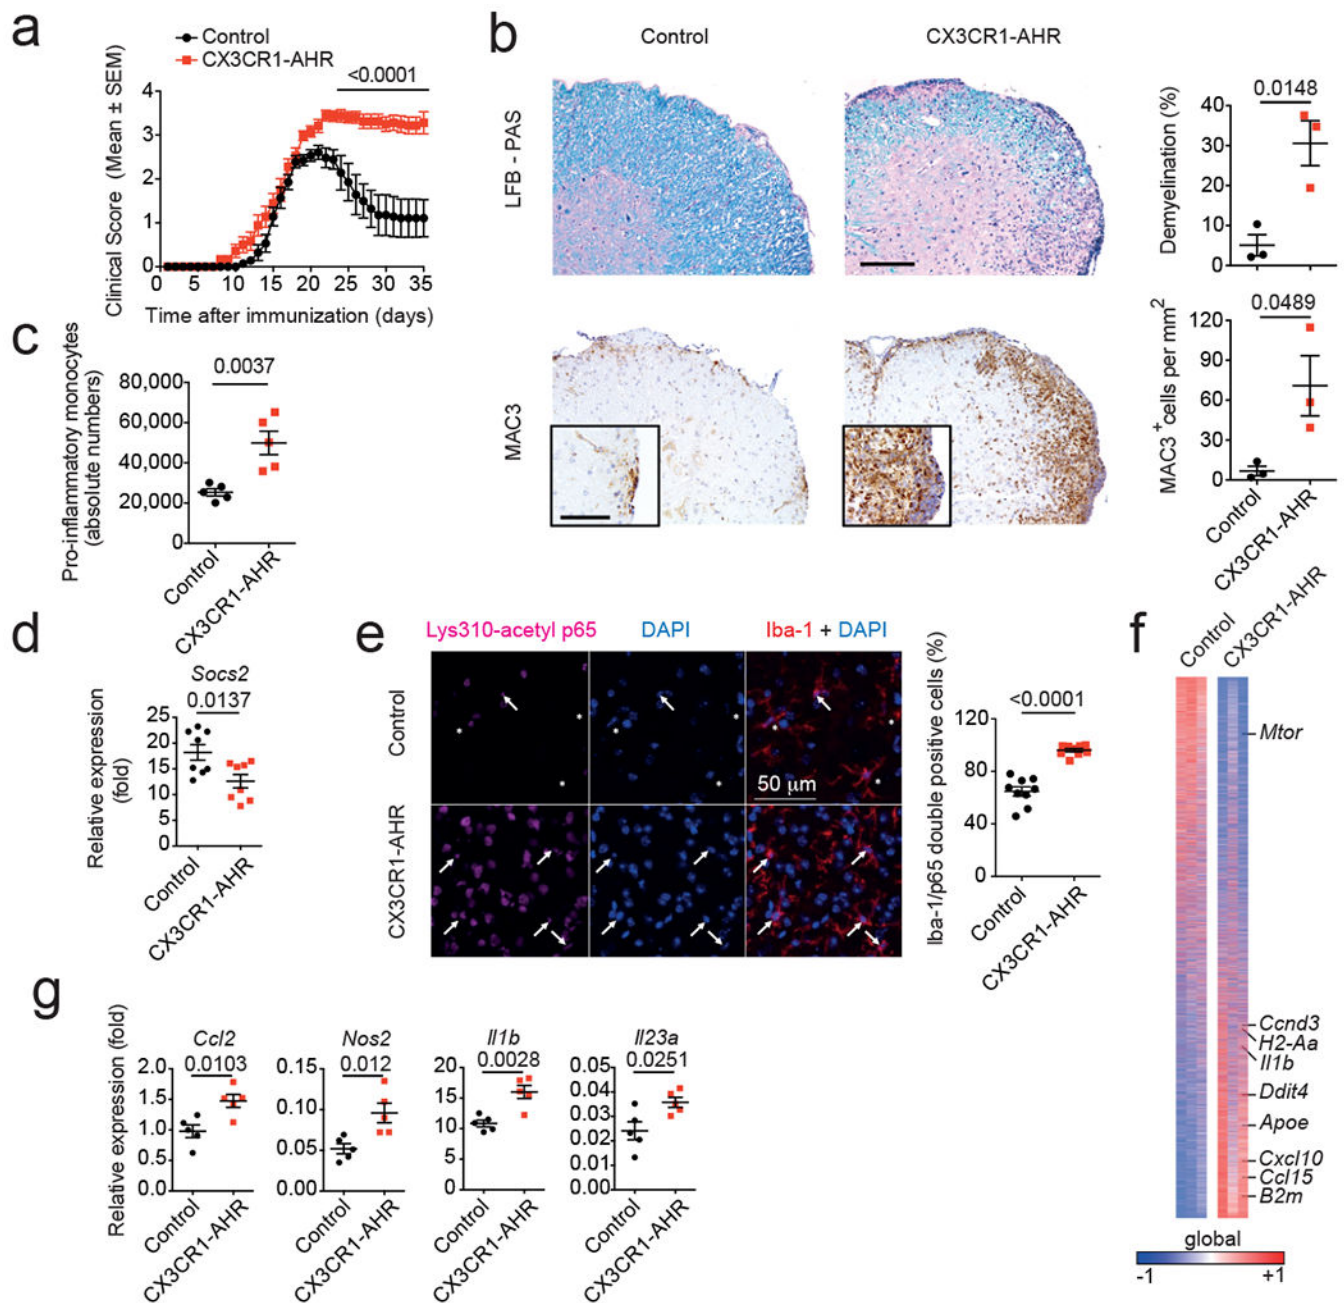 a
Control
CX3CR1-AHR
<0.0001
Clinical Score (Mean ± SEM)
4
3
2
1
0
0 5 10 15 20 25 30 35
Time after immunization (days)
b
Control
CX3CR1-AHR
LFB - PAS
MAC3
0.0148
Demyelination (%)
40
30
20
10
0
0.0489
MAC3+cells per mm2
120
90
60
30
0
Control
CX3CR1-AHR
c
0.0037
Pro-inflammatory monocytes
(absolute numbers)
80,000
60,000
40,000
20,000
0
Control
CX3CR1-AHR
d
Socs2
0.0137
Relative expression
(fold)
25
20
15
10
5
0
Control
CX3CR1-AHR
e
Lys310-acetyl p65
DAPI
Iba-1 + DAPI
Control
CX3CR1-AHR
* * * * * *
50 µm
<0.0001
Iba-1/p65 double positive cells (%)
120
80
40
0
Control
CX3CR1-AHR
f
Control
CX3CR1-AHR
Mtor
Ccnd3
H2-Aa
Il1b
Ddit4
Apoe
Cxcl10
Ccl15
B2m
global
-1 +1
g
Relative expression (fold)
Ccl2
0.0103
2.0
1.5
1.0
0.5
0.0
Control
CX3CR1-AHR
Nos2
0.012
0.15
0.10
0.05
0.00
Control
CX3CR1-AHR
Il1b
0.0028
20
15
10
5
0
Control
CX3CR1-AHR
Il23a
0.0251
0.05
0.04
0.03
0.02
0.01
0.00
Control
CX3CR1-AHR